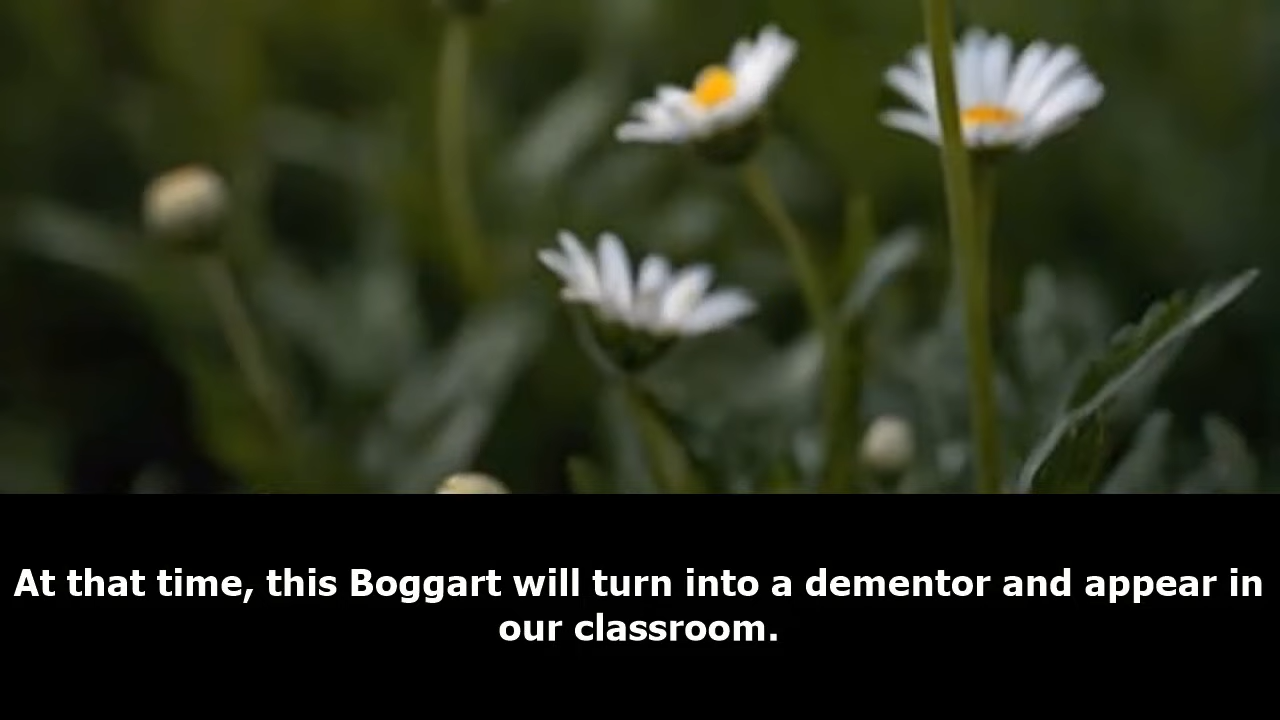 At that time, this Boggart will turn into a dementor and appear in
our classroom.